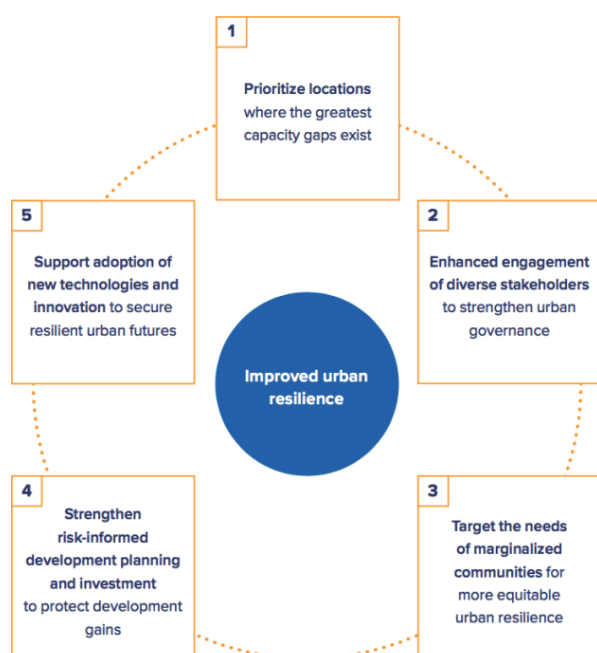 1
Prioritize locations
where the greatest
capacity gaps exist
2
Enhanced engagement
of diverse stakeholders
to strengthen urban
governance
3
Target the needs
of marginalized
communities for
more equitable
urban resilience
4
Strengthen
risk-informed
development planning
and investment
to protect development
gains
5
Support adoption of
new technologies and
innovation to secure
resilient urban futures
Improved urban
resilience